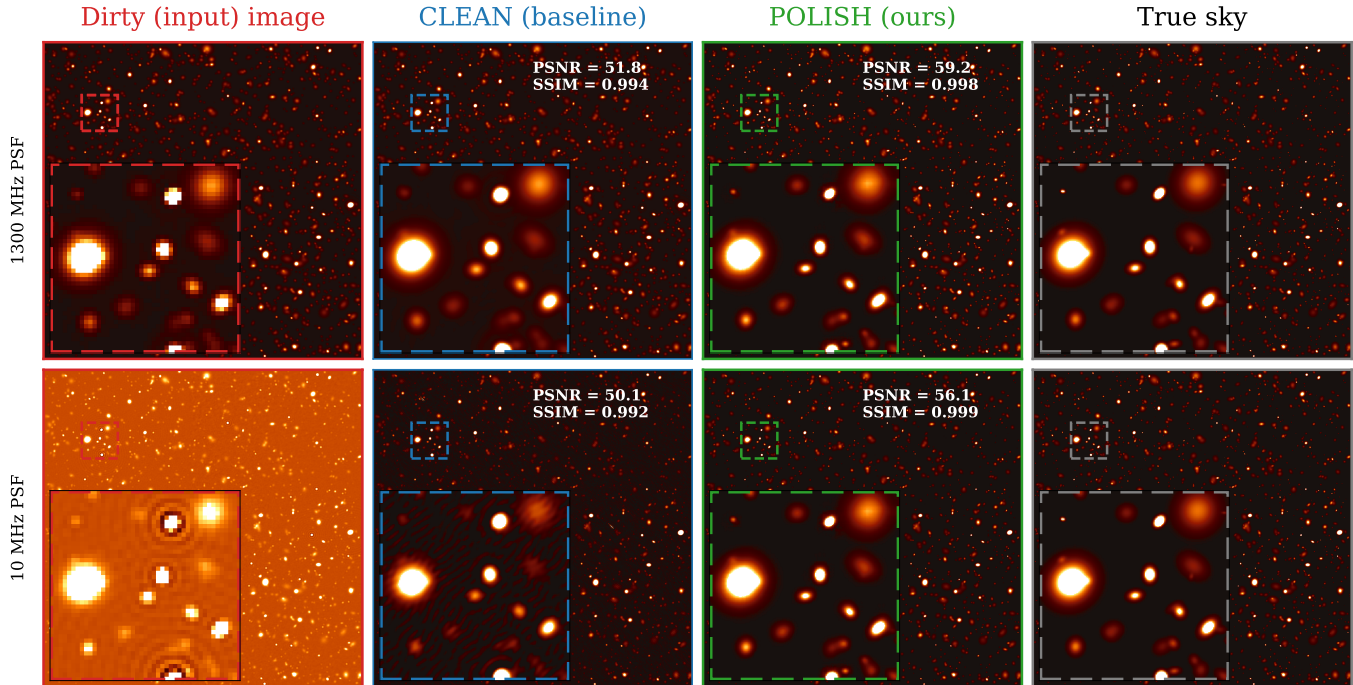 Dirty (input) image
CLEAN (baseline)
POLISH (ours)
True sky
1300 MHz PSF
PSNR = 51.8
SSIM = 0.994
PSNR = 59.2
SSIM = 0.998
10 MHz PSF
PSNR = 50.1
SSIM = 0.992
PSNR = 56.1
SSIM = 0.999